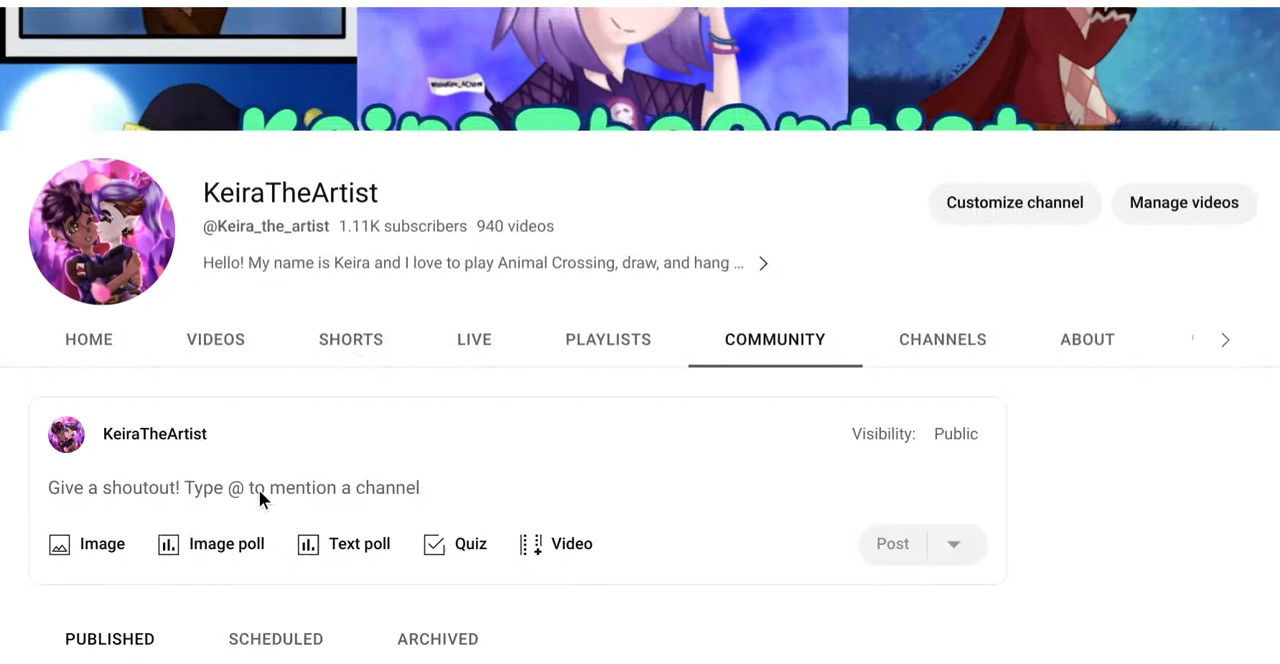 KeiraTheArtist
KeiraTheArtist
@Keira_the_artist 1.11K subscribers 940 videos
Customize channel Manage videos
Hello! My name is Keira and I love to play Animal Crossing, draw, and hang ...
HOME VIDEOS SHORTS LIVE PLAYLISTS COMMUNITY CHANNELS ABOUT
KeiraTheArtist Visibility: Public
Give a shoutout! Type @ to mention a channel
Image Image poll Text poll Quiz Video Post
PUBLISHED SCHEDULED ARCHIVED